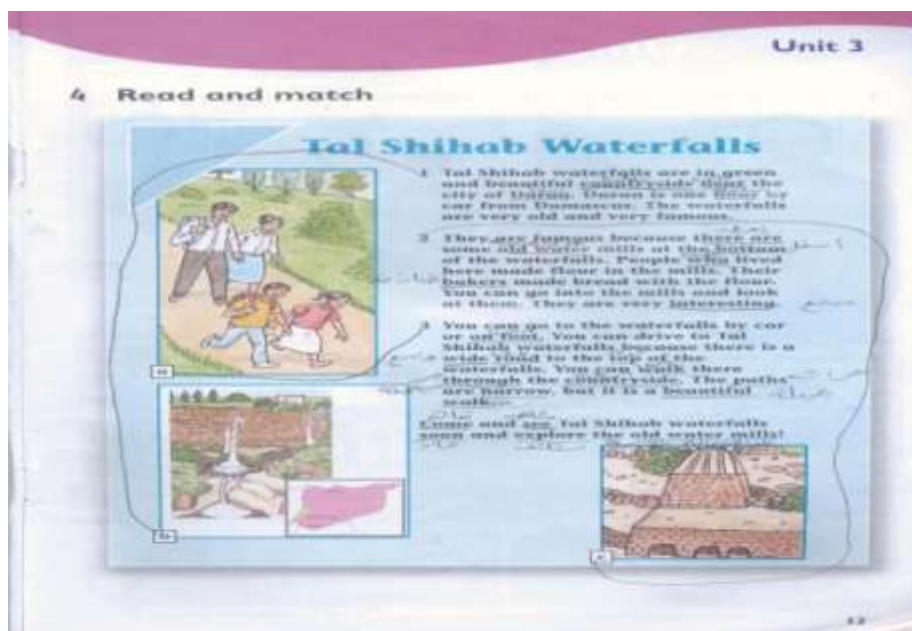 Unit 3
4 Read and match
Tal Shihab Waterfalls
1 Tal Shihab waterfalls are in green
and beautiful countryside near the
city of Daraa. Daraa is one hour by
car from Damascus. The waterfalls
are very old and very famous.
2 They are famous because there are
some old water mills at the bottom
of the waterfalls. People who lived
here made flour in the mills. Their
bakers made bread with the flour.
You can go into the mills and look
at them. They are very interesting.
3 You can go to the waterfalls by car
or on foot. You can drive to Tal
Shihab waterfalls because there is a
wide road to the top of the
waterfalls. You can walk there
through the countryside. The paths
are narrow, but it is a beautiful
walk.
Come and see Tal Shihab waterfalls
soon and explore the old water mills!
a
b
c